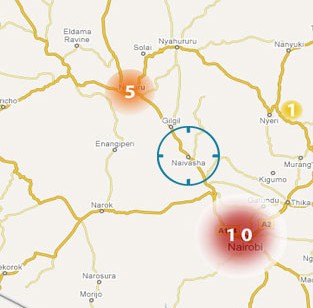 Eldama
Ravine
Nyahururu
Solai
Nanyuki
5
1
Nyeri
Gilgil
Enangiperi
Naivasha
Murang'
Kigumo
Thika
Narok
A2
10
Nairobi
Narosura
Morijo